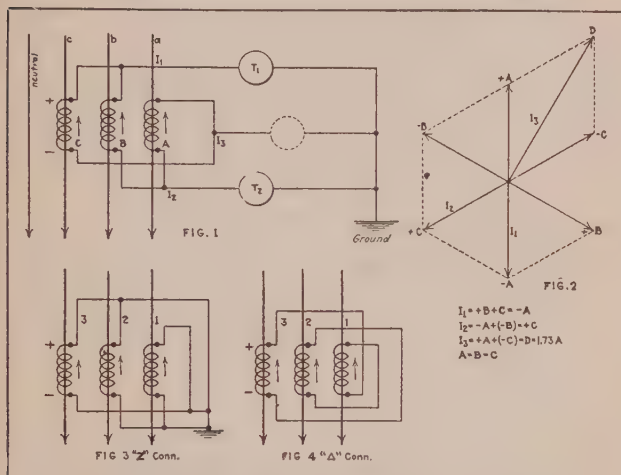 neutral
c
b
a
I₁
T₁
+
C
B
A
I₃
-
I₂
T₂
Ground
FIG. 1
D
+A
I₃
-B
-C
I₂
+C
I₁
+B
-A
FIG. 2
I₁=+B+C=-A
I₂=-A+(-B)=+C
I₃=+A+(-C)=D=1.73A
A=B=C
3
2
1
+
-
FIG 3 "Z" Conn.
3
2
1
+
-
FIG 4 "Δ" Conn.